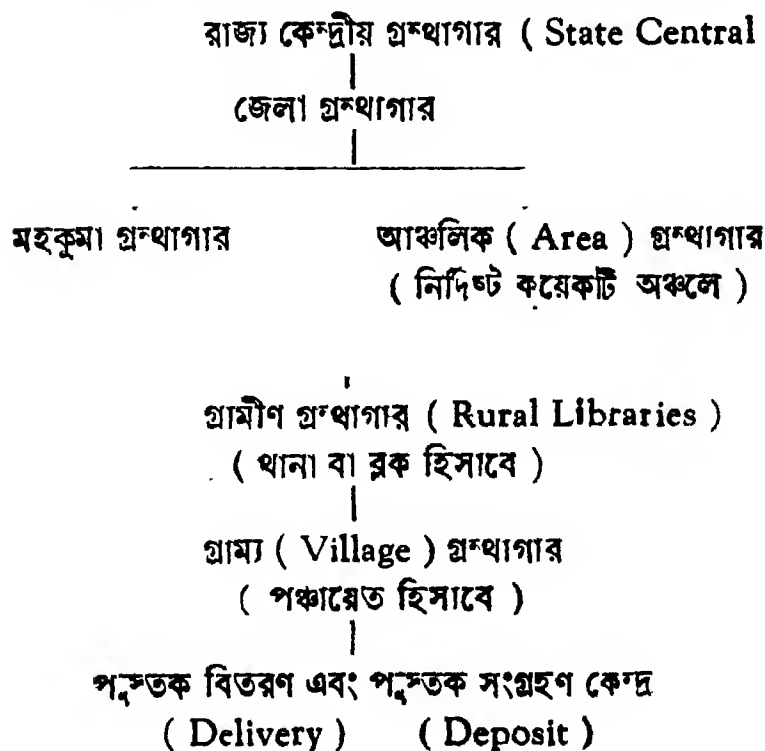 রাজ্য কেন্দ্রীয় গ্রন্থাগার ( State Central
জেলা গ্রন্থাগার
মহকুমা গ্রন্থাগার আঞ্চলিক ( Area ) গ্রন্থাগার
( নির্দিষ্ট কয়েকটি অঞ্চলে )
গ্রামীণ গ্রন্থাগার ( Rural Libraries )
( থানা বা ব্লক হিসাবে )
গ্রাম্য ( Village ) গ্রন্থাগার
( পঞ্চায়েত হিসাবে )
পুস্তক বিতরণ এবং পুস্তক সংগ্রহণ কেন্দ্র
( Delivery ) ( Deposit )